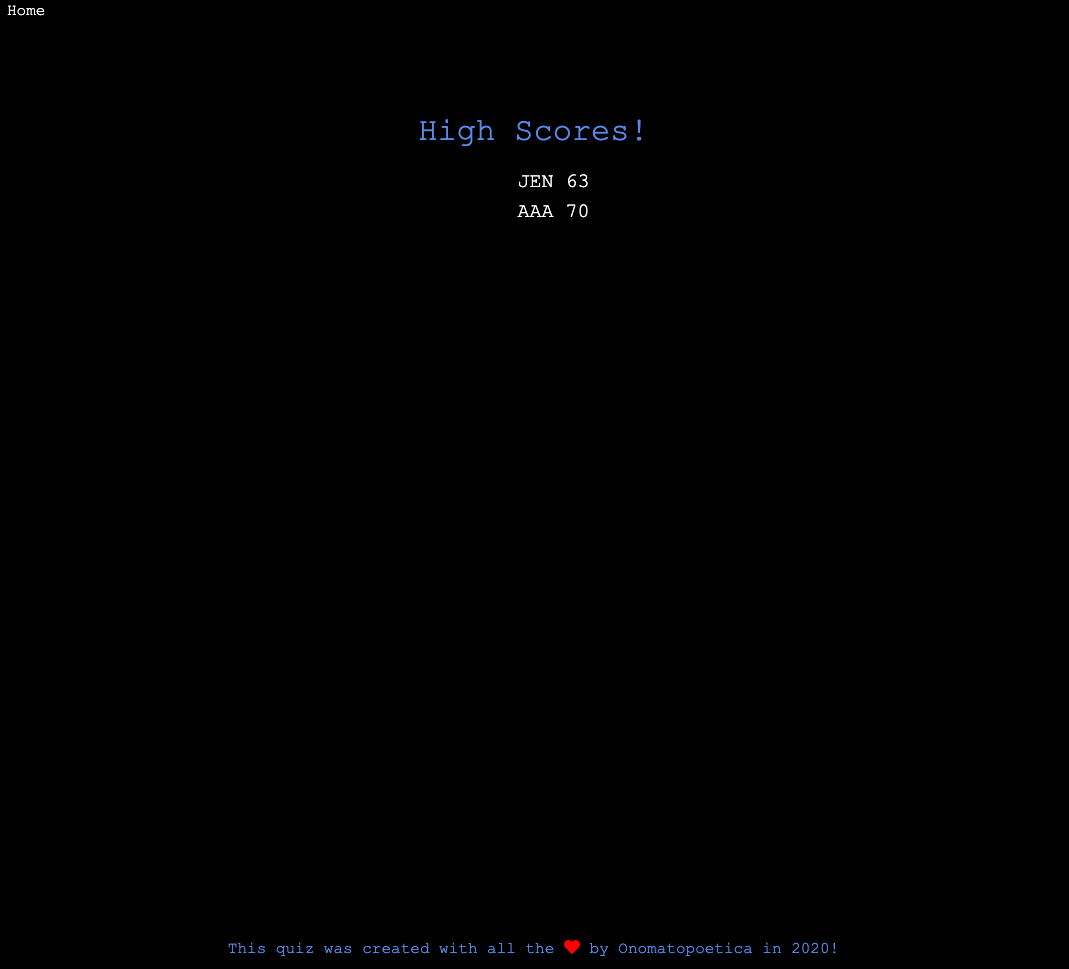 Home
High Scores!
JEN 63
AAA 70
This quiz was created with all the ❤ by Onomatopoetica in 2020!